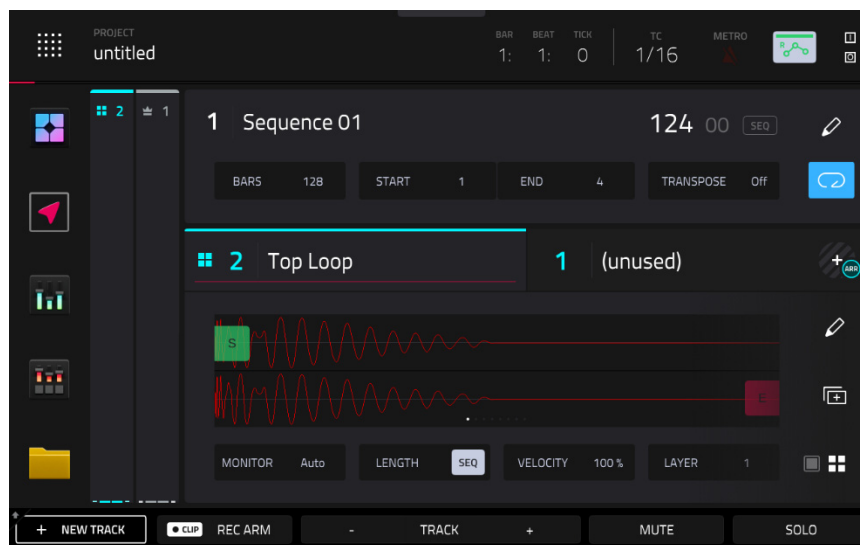 PROJECT
untitled
BAR BEAT TICK
1: 1: 0
TC
1/16
METRO
2 1
1 Sequence 01
124 00 SEQ
BARS 128 START 1 END 4 TRANSPOSE Off
2 Top Loop
1 (unused)
ARR
S
E
MONITOR Auto LENGTH SEQ VELOCITY 100 % LAYER 1
+ NEW TRACK CLIP REC ARM - TRACK + MUTE SOLO